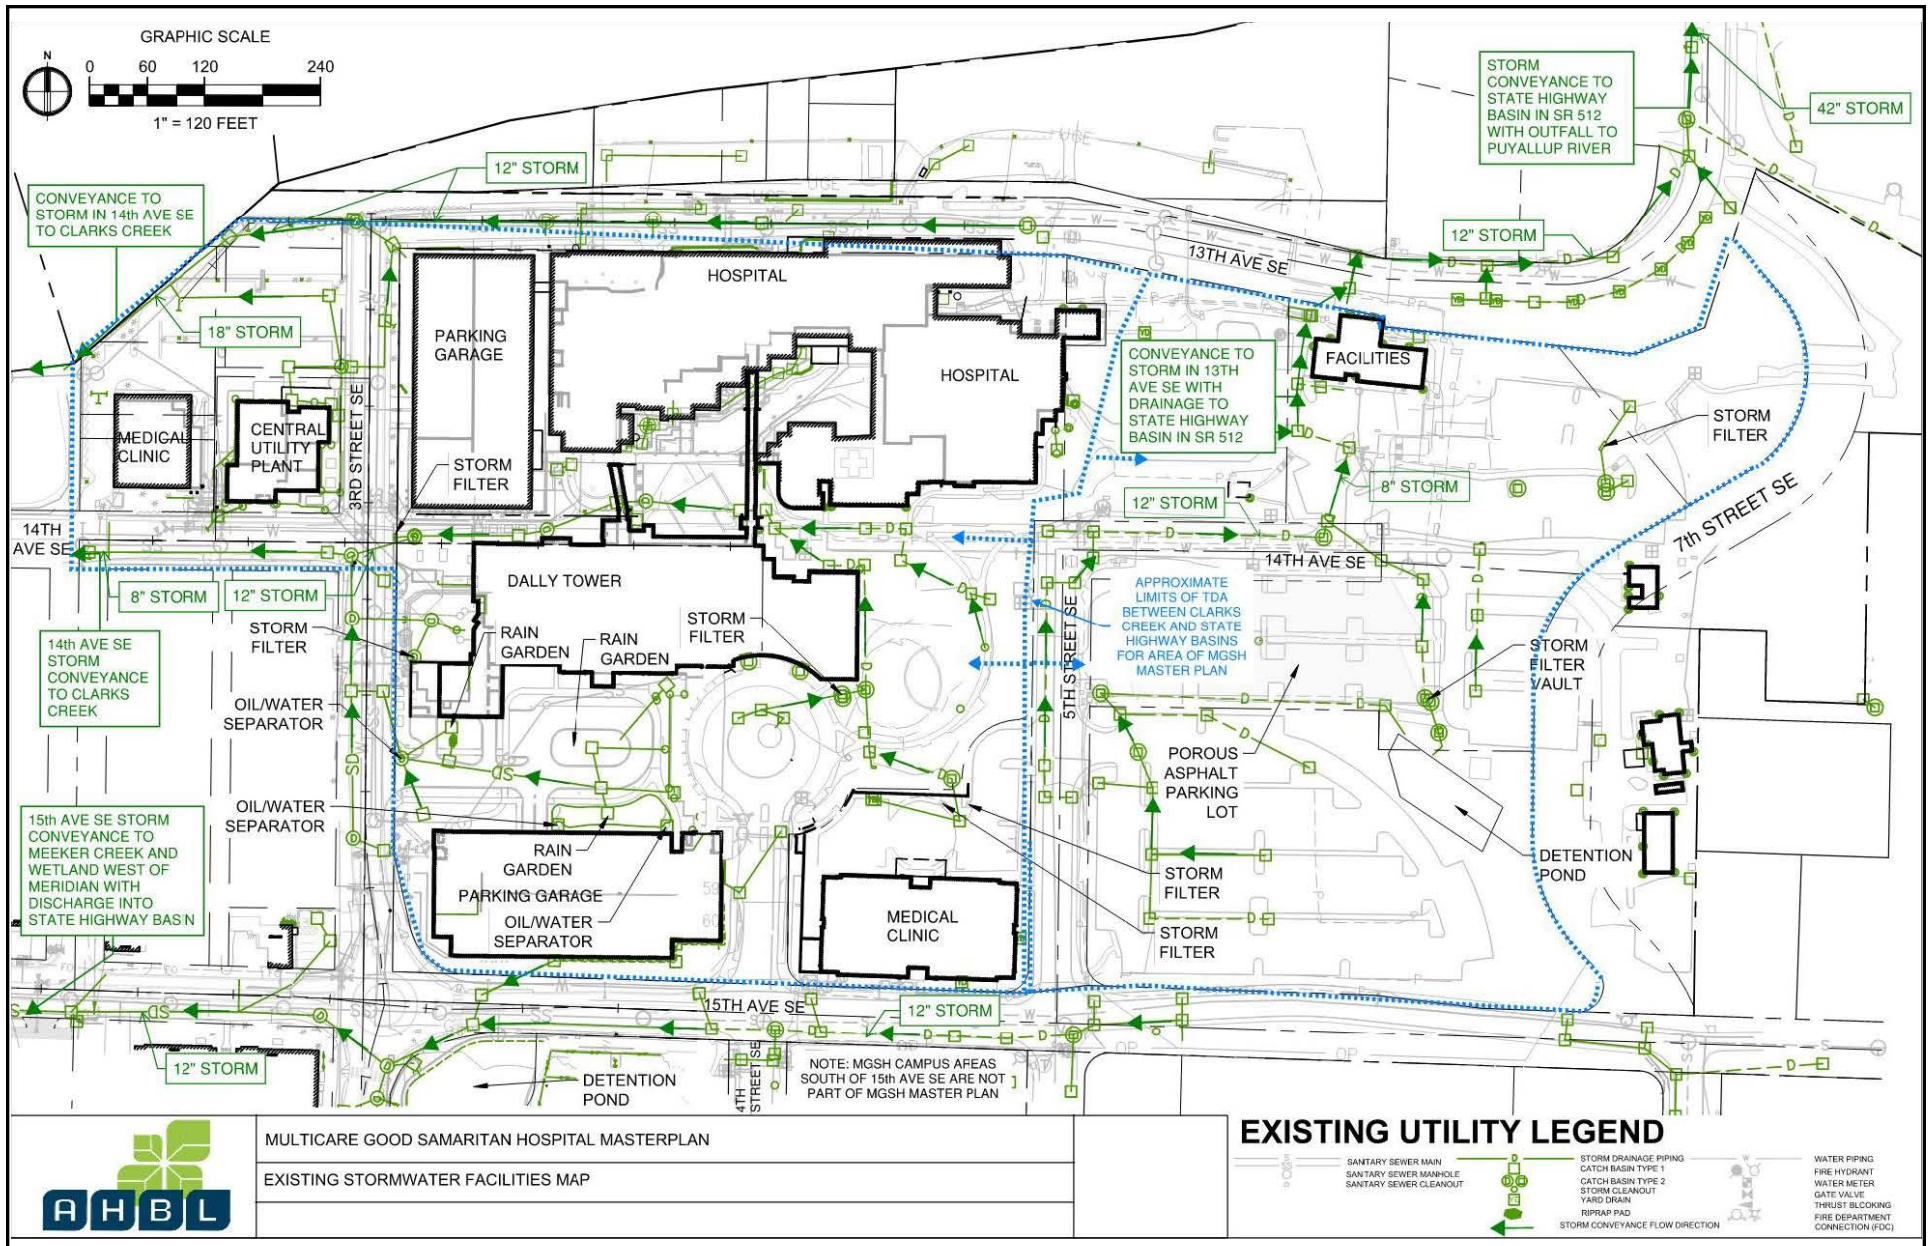 GRAPHIC SCALE
N
0 60 120 240
1" = 120 FEET
12" STORM
CONVEYANCE TO
STORM IN 14th AVE SE
TO CLARKS CREEK
18" STORM
STORM
CONVEYANCE TO
STATE HIGHWAY
BASIN IN SR 512
WITH OUTFALL TO
PUYALLUP RIVER
42" STORM
12" STORM
13TH AVE SE
HOSPITAL
PARKING
GARAGE
HOSPITAL
FACILITIES
CONVEYANCE TO
STORM IN 13TH
AVE SE WITH
DRAINAGE TO
STATE HIGHWAY
BASIN IN SR 512
STORM
FILTER
MEDICAL
CLINIC
CENTRAL
UTILITY
PLANT
3RD STREET SE
STORM
FILTER
8" STORM
12" STORM
7th STREET SE
14TH
AVE SE
14TH AVE SE
DALLY TOWER
8" STORM
12" STORM
APPROXIMATE
LIMITS OF TDA
BETWEEN CLARKS
CREEK AND STATE
HIGHWAY BASINS
FOR AREA OF MGSH
MASTER PLAN
5TH STREET SE
14th AVE SE
STORM
CONVEYANCE
TO CLARKS
CREEK
STORM
FILTER
RAIN
GARDEN
RAIN
GARDEN
STORM
FILTER
STORM
FILTER
VAULT
OIL/WATER
SEPARATOR
POROUS
ASPHALT
PARKING
LOT
OIL/WATER
SEPARATOR
15th AVE SE STORM
CONVEYANCE TO
MEEKER CREEK AND
WETLAND WEST OF
MERIDIAN WITH
DISCHARGE INTO
STATE HIGHWAY BASIN
RAIN
GARDEN
PARKING GARAGE
OIL/WATER
SEPARATOR
MEDICAL
CLINIC
STORM
FILTER
STORM
FILTER
DETENTION
POND
15TH AVE SE
12" STORM
12" STORM
DETENTION
POND
4TH
STREET SE
NOTE: MGSH CAMPUS AREAS
SOUTH OF 15th AVE SE ARE NOT
PART OF MGSH MASTER PLAN
AHBL
MULTICARE GOOD SAMARITAN HOSPITAL MASTERPLAN
EXISTING STORMWATER FACILITIES MAP
EXISTING UTILITY LEGEND
SANITARY SEWER MAIN
SANITARY SEWER MANHOLE
SANITARY SEWER CLEANOUT
STORM DRAINAGE PIPING
CATCH BASIN TYPE 1
CATCH BASIN TYPE 2
STORM CLEANOUT
YARD DRAIN
RIPRAP PAD
STORM CONVEYANCE FLOW DIRECTION
WATER PIPING
FIRE HYDRANT
WATER METER
GATE VALVE
THRUST BLCOKING
FIRE DEPARTMENT
CONNECTION (FDC)